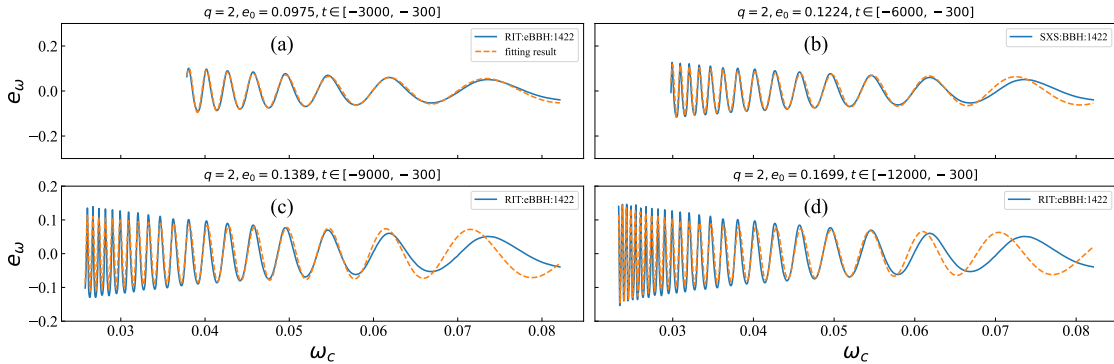 q = 2, e₀ = 0.0975, t ∈ [−3000, −300]
(a)
RIT:eBBH:1422
fitting result
0.2
0.0
−0.2
e_ω
q = 2, e₀ = 0.1224, t ∈ [−6000, −300]
(b)
SXS:BBH:1422
q = 2, e₀ = 0.1389, t ∈ [−9000, −300]
(c)
RIT:eBBH:1422
0.2
0.1
0.0
−0.1
−0.2
e_ω
0.03 0.04 0.05 0.06 0.07 0.08
ω_c
q = 2, e₀ = 0.1699, t ∈ [−12000, −300]
(d)
RIT:eBBH:1422
0.03 0.04 0.05 0.06 0.07 0.08
ω_c